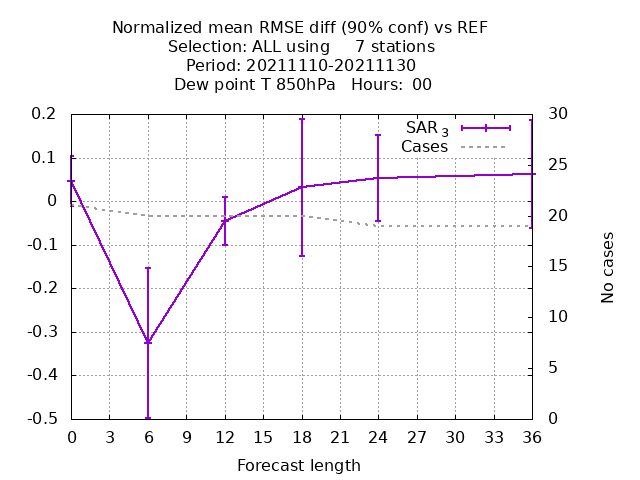 Normalized mean RMSE diff (90% conf) vs REF
Selection: ALL using     7 stations
Period: 20211110-20211130
Dew point T 850hPa   Hours: 00
0.2
0.1
0
-0.1
-0.2
-0.3
-0.4
-0.5
SAR 3
Cases
30
25
20
15
10
5
0
No cases
0 3 6 9 12 15 18 21 24 27 30 33 36
Forecast length